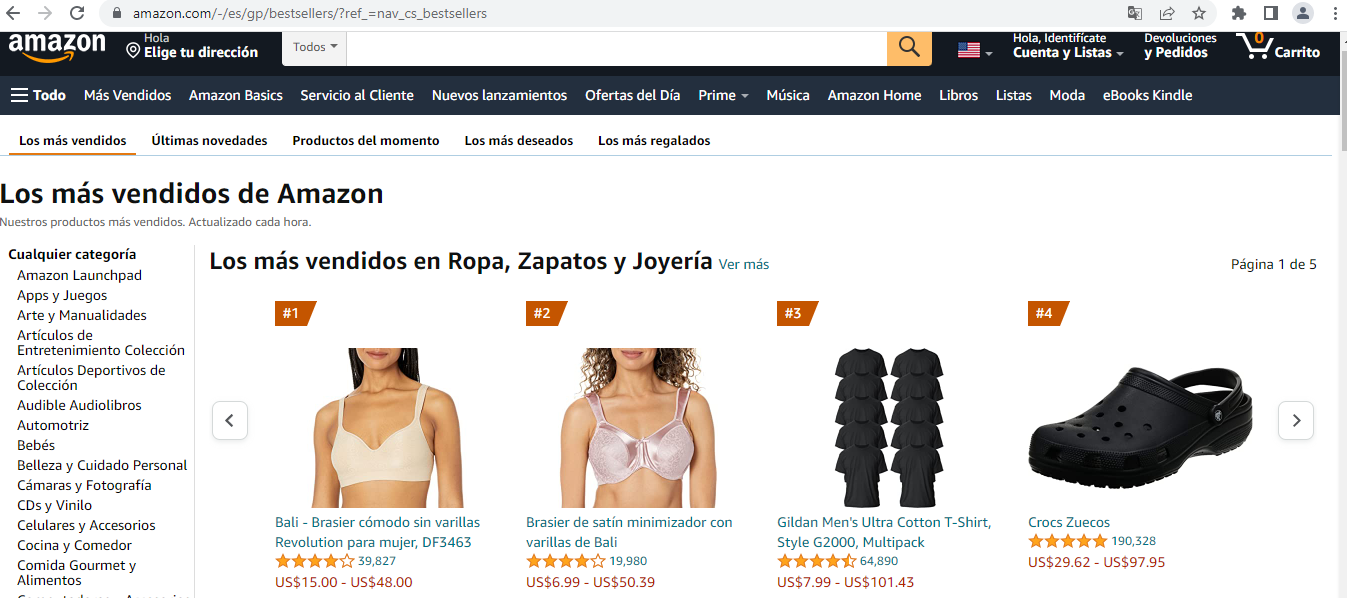 amazon.com/-/es/gp/bestsellers/?ref_=nav_cs_bestsellers
amazon
Hola
Elige tu dirección
Todos
Hola, Identifícate
Cuenta y Listas
Devoluciones
y Pedidos
0
Carrito
Todo
Más Vendidos
Amazon Basics
Servicio al Cliente
Nuevos lanzamientos
Ofertas del Día
Prime
Música
Amazon Home
Libros
Listas
Moda
eBooks Kindle
Los más vendidos
Últimas novedades
Productos del momento
Los más deseados
Los más regalados
Los más vendidos de Amazon
Nuestros productos más vendidos. Actualizado cada hora.
Cualquier categoría
Amazon Launchpad
Apps y Juegos
Arte y Manualidades
Artículos de
Entretenimiento Colección
Artículos Deportivos de
Colección
Audible Audiolibros
Automotriz
Bebés
Belleza y Cuidado Personal
Cámaras y Fotografía
CDs y Vinilo
Celulares y Accesorios
Cocina y Comedor
Comida Gourmet y
Alimentos
Los más vendidos en Ropa, Zapatos y Joyería Ver más
Página 1 de 5
#1
Bali - Brasier cómodo sin varillas
Revolution para mujer, DF3463
39,827
US$15.00 - US$48.00
#2
Brasier de satín minimizador con
varillas de Bali
19,980
US$6.99 - US$50.39
#3
Gildan Men's Ultra Cotton T-Shirt,
Style G2000, Multipack
64,890
US$7.99 - US$101.43
#4
Crocs Zuecos
190,328
US$29.62 - US$97.95